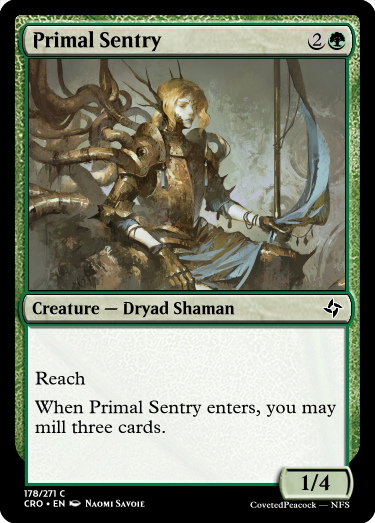 Primal Sentry 2
Creature — Dryad Shaman
Reach
When Primal Sentry enters, you may
mill three cards.
1/4
178/271 C
CRO • EN Naomi Savoie
CovetedPeacock — NFS